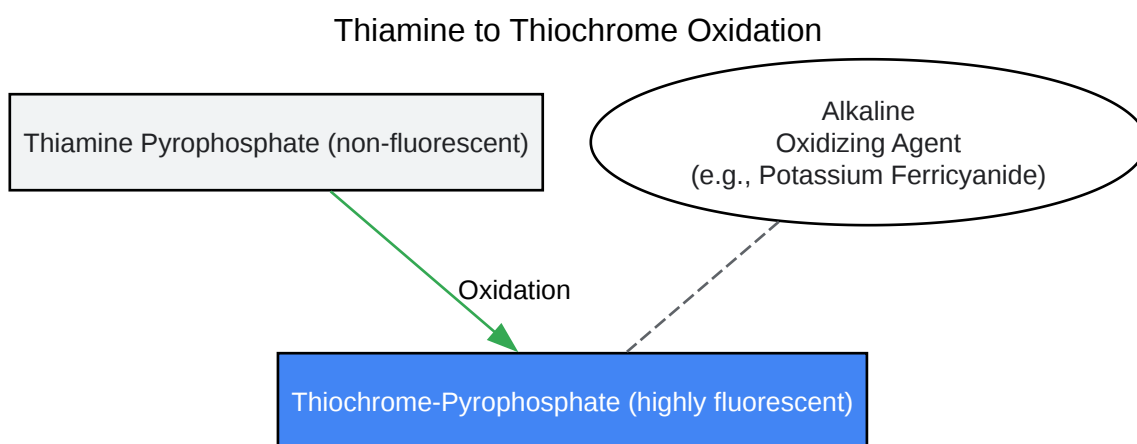 Thiamine to Thiochrome Oxidation
Thiamine Pyrophosphate (non-fluorescent)
Alkaline
Oxidizing Agent
(e.g., Potassium Ferricyanide)
Oxidation
Thiochrome-Pyrophosphate (highly fluorescent)